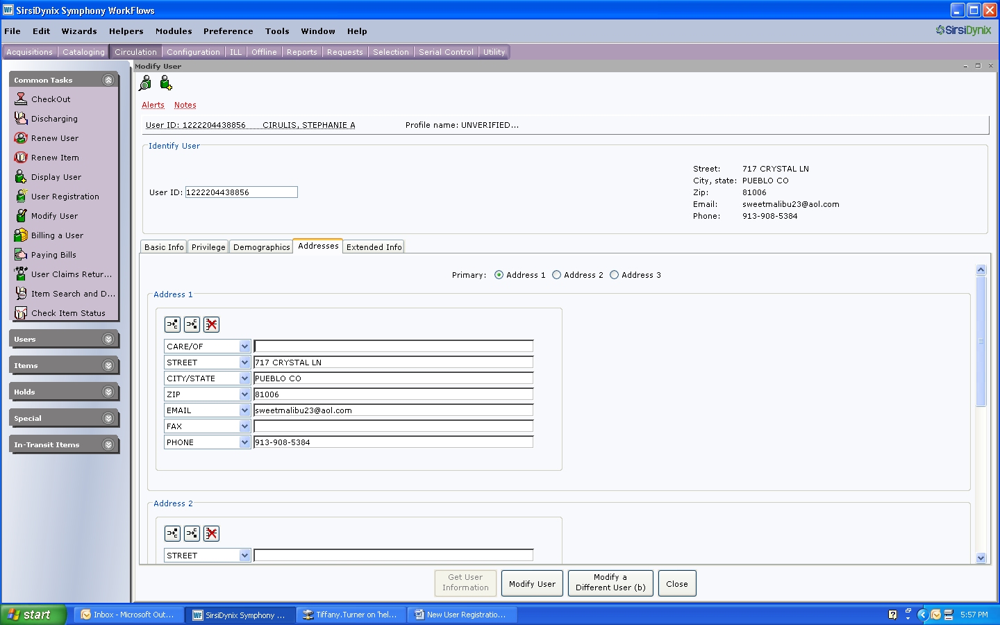 SirsiDynix Symphony WorkFlows
File Edit Wizards Helpers Modules Preference Tools Window Help
SirsiDynix
Acquisitions Cataloging Circulation Configuration ILL Offline Reports Requests Selection Serial Control Utility
Common Tasks
CheckOut
Discharging
Renew User
Renew Item
Display User
User Registration
Modify User
Billing a User
Paying Bills
User Claims Retur...
Item Search and D...
Check Item Status
Users
Items
Holds
Special
In-Transit Items
Modify User
Alerts Notes
User ID: 1222204438856 CIRULIS, STEPHANIE A Profile name: UNVERIFIED...
Identify User
User ID: 1222204438856
Street: 717 CRYSTAL LN
City, state: PUEBLO CO
Zip: 81006
Email: sweetmalibu23@aol.com
Phone: 913-908-5384
Basic Info Privilege Demographics Addresses Extended Info
Primary: Address 1 Address 2 Address 3
Address 1
CARE/OF
STREET 717 CRYSTAL LN
CITY/STATE PUEBLO CO
ZIP 81006
EMAIL sweetmalibu23@aol.com
FAX
PHONE 913-908-5384
Address 2
STREET
Get User Information
Modify User
Modify a Different User (b)
Close
start
Inbox - Microsoft Out...
WF SirsiDynix Symphony ...
Tiffany.Turner on 'hel...
New User Registratio...
5:57 PM